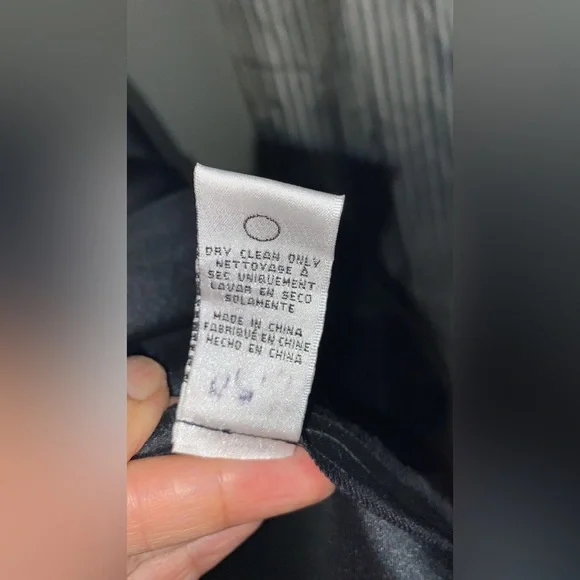 DRY CLEAN ONLY
NETTOYAGE À
SEC UNIQUEMENT
LAVAR EN SECO
SOLAMENTE
MADE IN CHINA
FABRIQUÉ EN CHINE
HECHO EN CHINA